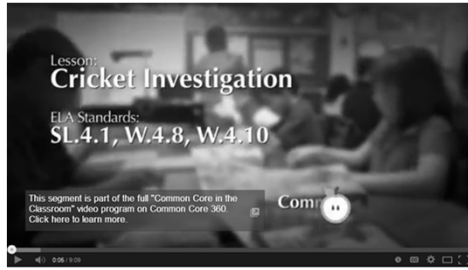 Lesson:
Cricket Investigation
ELA Standards:
SL.4.1, W.4.8, W.4.10
This segment is part of the full "Common Core in the
Classroom" video program on Common Core 360.
Click here to learn more.
Comm
0:05 / 9:09